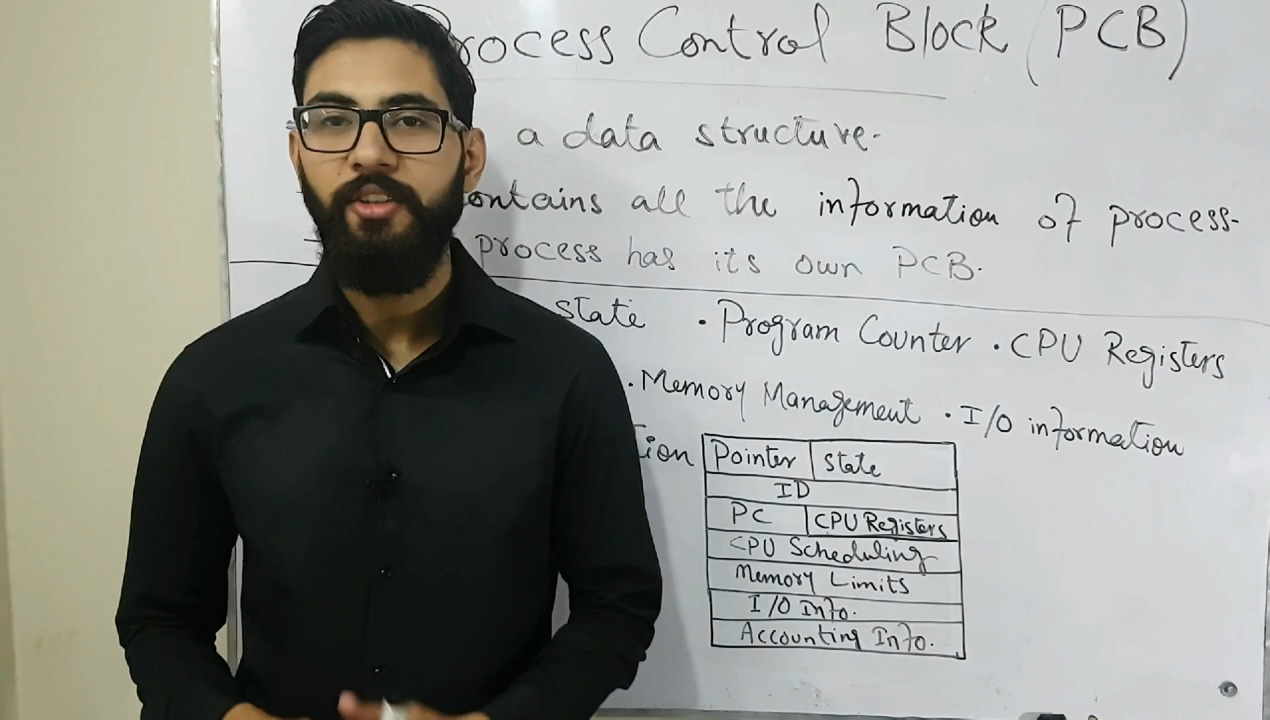 rocess Control Block (PCB)
a data structure.
ontains all the information of process-
process has its own PCB.
state · Program Counter · CPU Registers
· Memory Management · I/O information
tion
Pointer State
ID
PC CPU Registers
CPU Scheduling
Memory Limits
I/O Info.
Accounting Info.